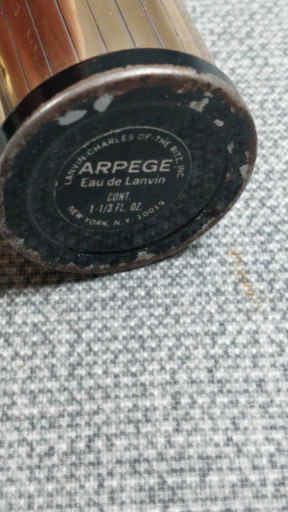 LANVIN-CHARLES OF THE RITZ, INC.
ARPEGE
Eau de Lanvin
CONT.
1-1/3 FL. OZ.
NEW YORK, N.Y. 10019